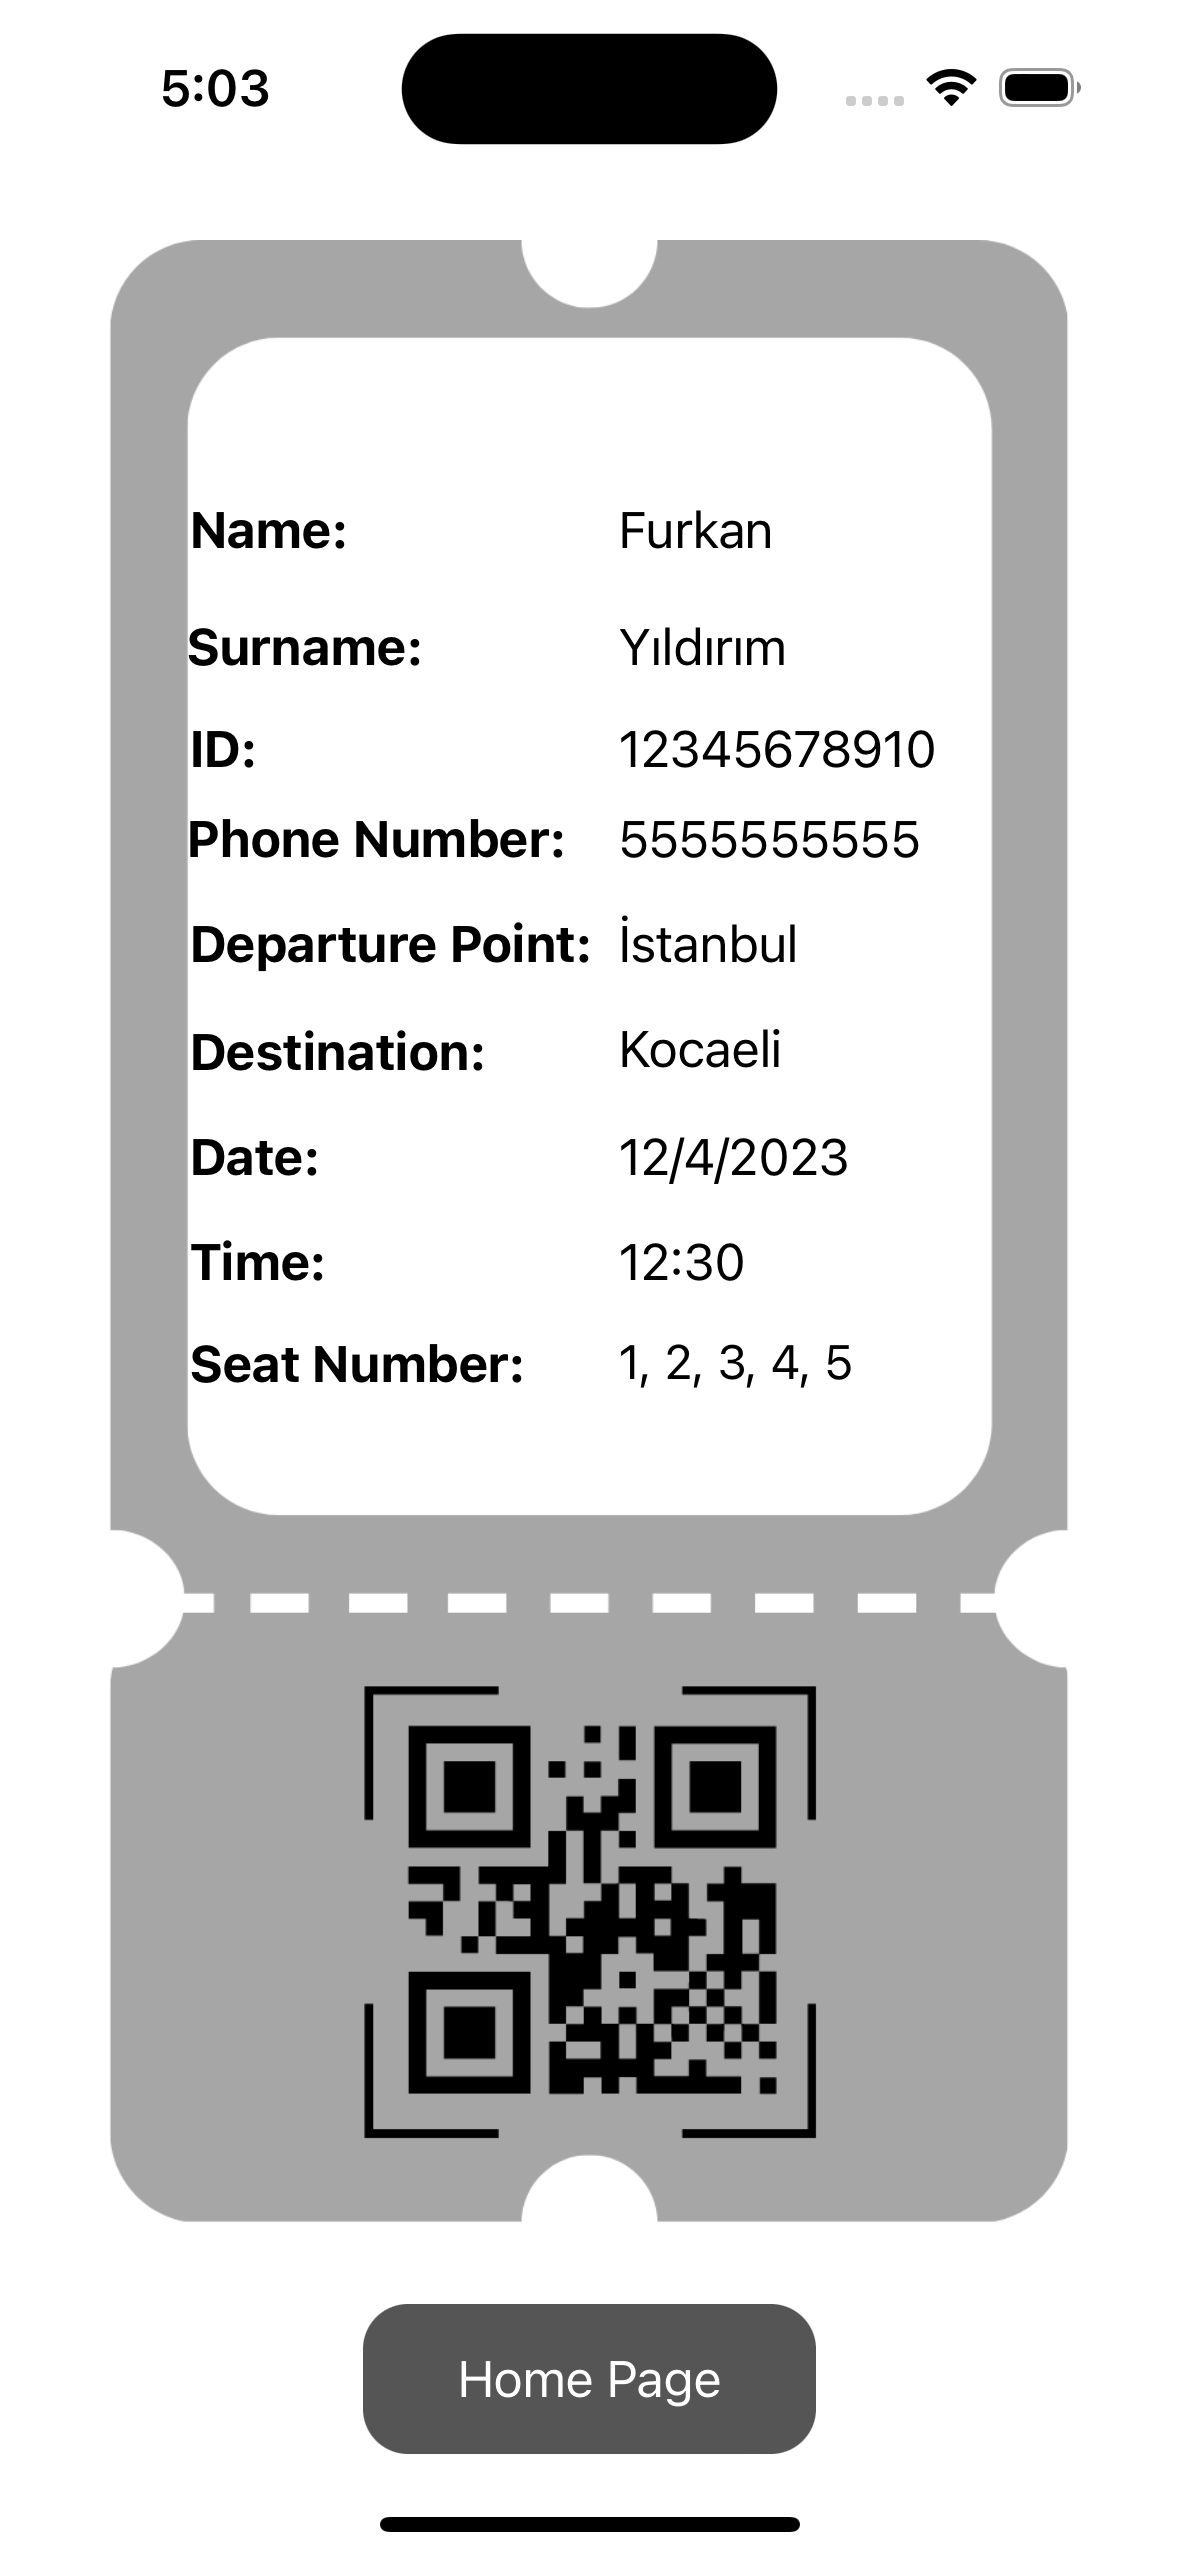 5:03
Name: Furkan
Surname: Yıldırım
ID: 12345678910
Phone Number: 5555555555
Departure Point: İstanbul
Destination: Kocaeli
Date: 12/4/2023
Time: 12:30
Seat Number: 1, 2, 3, 4, 5
Home Page